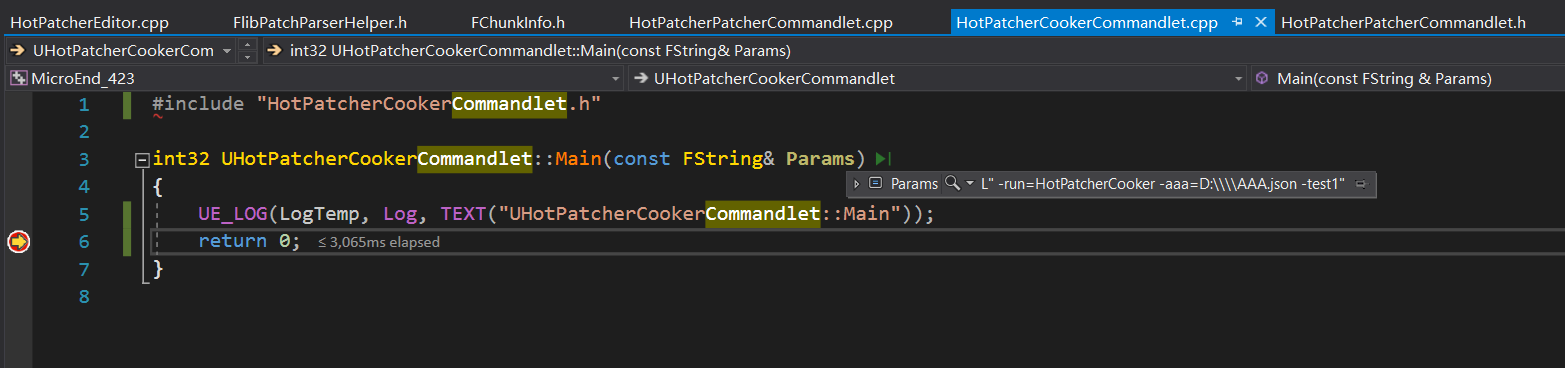 HotPatcherEditor.cpp FlibPatchParserHelper.h FChunkInfo.h HotPatcherPatcherCommandlet.cpp HotPatcherCookerCommandlet.cpp HotPatcherPatcherCommandlet.h
UHotPatcherCookerCom int32 UHotPatcherCookerCommandlet::Main(const FString& Params)
MicroEnd_423 UHotPatcherCookerCommandlet Main(const FString & Params)
1 #include "HotPatcherCookerCommandlet.h"
2
3 int32 UHotPatcherCookerCommandlet::Main(const FString& Params)
4 {
Params L" -run=HotPatcherCooker -aaa=D:\\\\AAA.json -test1"
5 UE_LOG(LogTemp, Log, TEXT("UHotPatcherCookerCommandlet::Main"));
6 return 0; ≤ 3,065ms elapsed
7 }
8